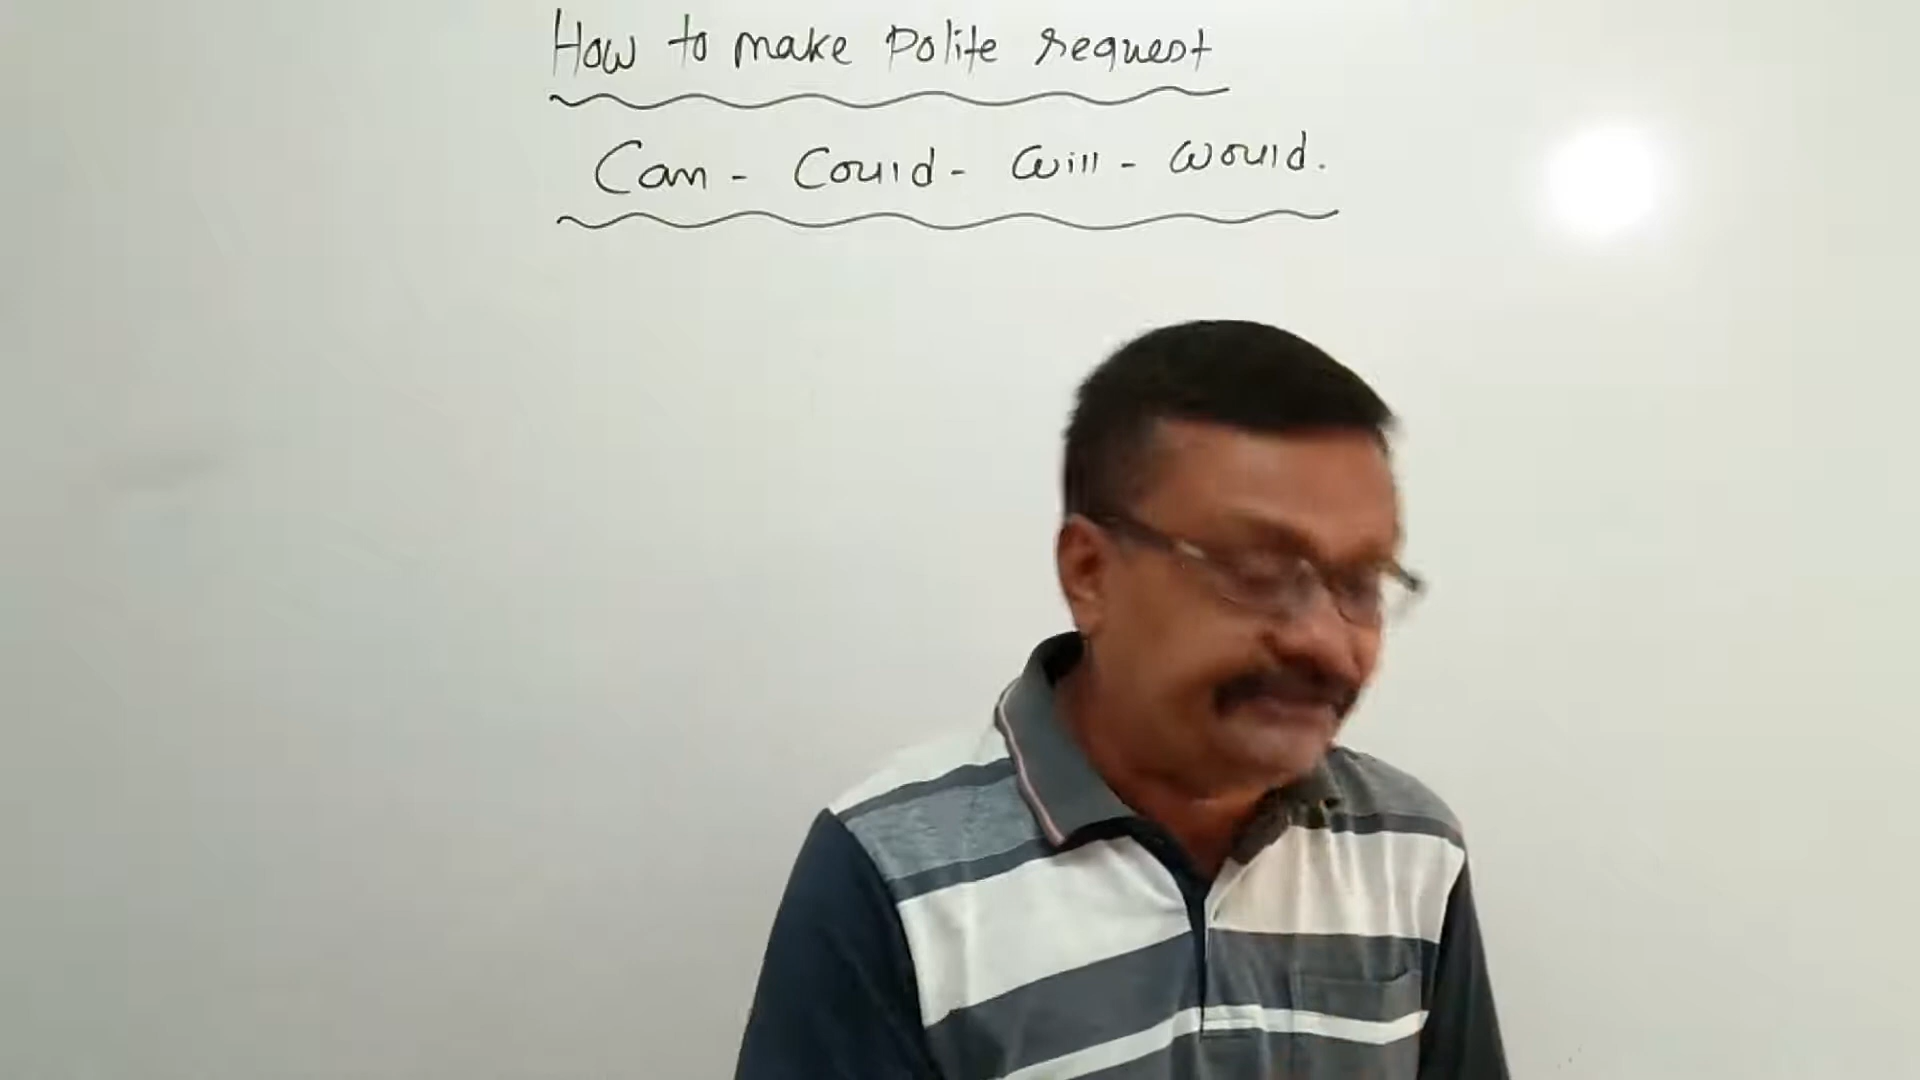 How to make polite request
Can - Could - Will - Would.